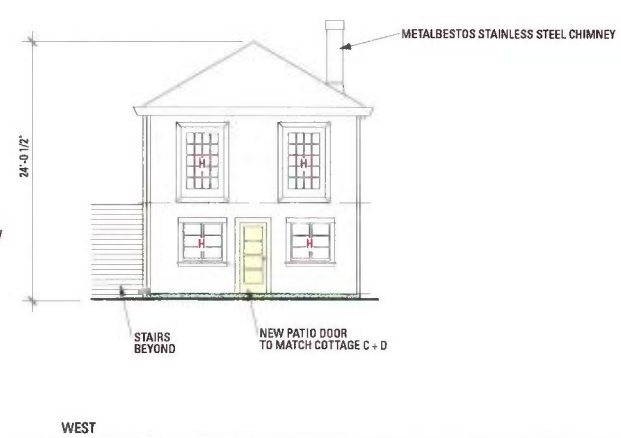 METALBESTOS STAINLESS STEEL CHIMNEY
24'-0 1/2"
H H
H H
STAIRS
BEYOND
NEW PATIO DOOR
TO MATCH COTTAGE C + D
WEST